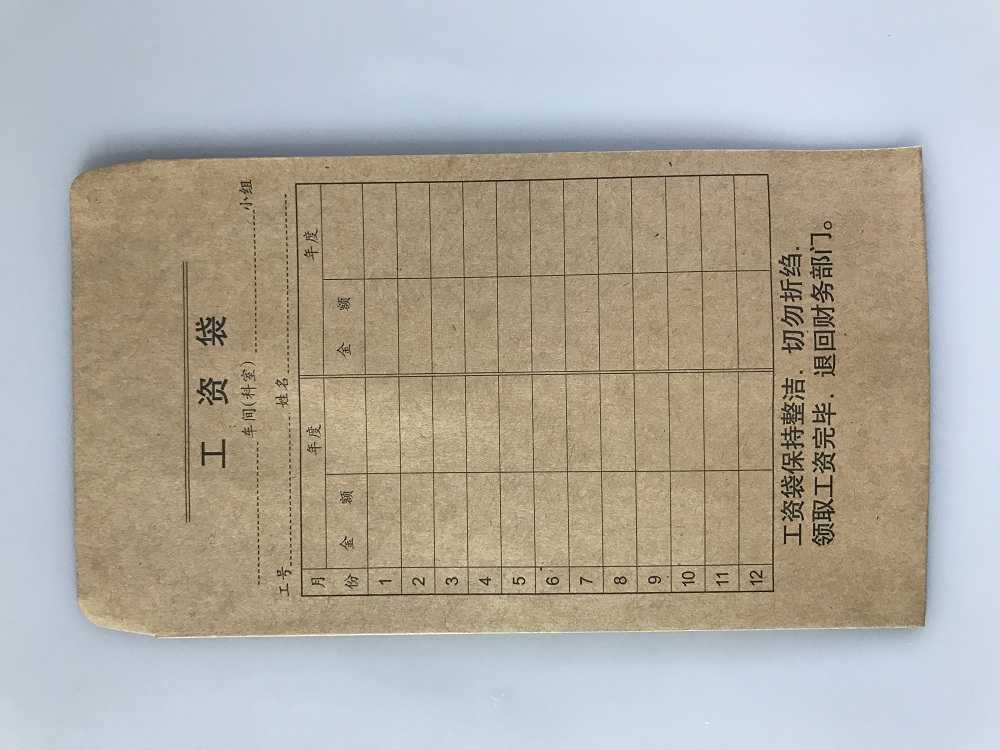 工资袋
车间(科室) 小组
工号 姓名
月份 年度 年度
金额 金额
1
2
3
4
5
6
7
8
9
10
11
12
工资袋保持整洁．切勿折绉．
领取工资完毕．退回财务部门。